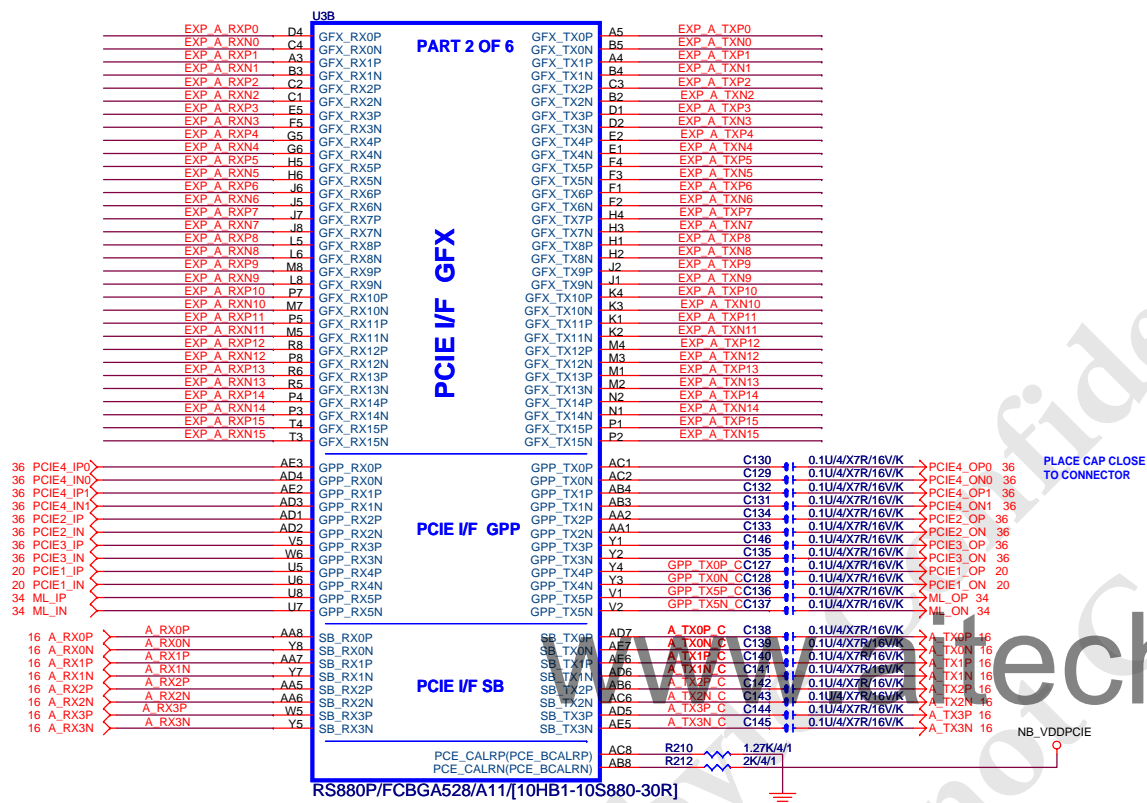 U3B
PART 2 OF 6
EXP_A_RXP0 D4 GFX_RX0P GFX_TX0P A5 EXP_A_TXP0
EXP_A_RXN0 C4 GFX_RX0N GFX_TX0N B5 EXP_A_TXN0
EXP_A_RXP1 A3 GFX_RX1P GFX_TX1P A4 EXP_A_TXP1
EXP_A_RXN1 B3 GFX_RX1N GFX_TX1N B4 EXP_A_TXN1
EXP_A_RXP2 C2 GFX_RX2P GFX_TX2P C3 EXP_A_TXP2
EXP_A_RXN2 C1 GFX_RX2N GFX_TX2N B2 EXP_A_TXN2
EXP_A_RXP3 E5 GFX_RX3P GFX_TX3P D1 EXP_A_TXP3
EXP_A_RXN3 F5 GFX_RX3N GFX_TX3N D2 EXP_A_TXN3
EXP_A_RXP4 G5 GFX_RX4P GFX_TX4P E2 EXP_A_TXP4
EXP_A_RXN4 G6 GFX_RX4N GFX_TX4N E1 EXP_A_TXN4
EXP_A_RXP5 H5 GFX_RX5P GFX_TX5P F4 EXP_A_TXP5
EXP_A_RXN5 H6 GFX_RX5N GFX_TX5N F3 EXP_A_TXN5
EXP_A_RXP6 J6 GFX_RX6P GFX_TX6P F1 EXP_A_TXP6
EXP_A_RXN6 J5 GFX_RX6N GFX_TX6N F2 EXP_A_TXN6
EXP_A_RXP7 J7 GFX_RX7P GFX_TX7P H4 EXP_A_TXP7
EXP_A_RXN7 J8 GFX_RX7N GFX_TX7N H3 EXP_A_TXN7
EXP_A_RXP8 L5 GFX_RX8P GFX_TX8P H1 EXP_A_TXP8
EXP_A_RXN8 L6 GFX_RX8N GFX_TX8N H2 EXP_A_TXN8
EXP_A_RXP9 M8 GFX_RX9P GFX_TX9P J2 EXP_A_TXP9
EXP_A_RXN9 L8 GFX_RX9N GFX_TX9N J1 EXP_A_TXN9
EXP_A_RXP10 P7 GFX_RX10P GFX_TX10P K4 EXP_A_TXP10
EXP_A_RXN10 M7 GFX_RX10N GFX_TX10N K3 EXP_A_TXN10
EXP_A_RXP11 P5 GFX_RX11P GFX_TX11P K1 EXP_A_TXP11
EXP_A_RXN11 M5 GFX_RX11N GFX_TX11N K2 EXP_A_TXN11
EXP_A_RXP12 R8 GFX_RX12P GFX_TX12P M4 EXP_A_TXP12
EXP_A_RXN12 P8 GFX_RX12N GFX_TX12N M3 EXP_A_TXN12
EXP_A_RXP13 R6 GFX_RX13P GFX_TX13P M1 EXP_A_TXP13
EXP_A_RXN13 R5 GFX_RX13N GFX_TX13N M2 EXP_A_TXN13
EXP_A_RXP14 P4 GFX_RX14P GFX_TX14P N2 EXP_A_TXP14
EXP_A_RXN14 P3 GFX_RX14N GFX_TX14N N1 EXP_A_TXN14
EXP_A_RXP15 T4 GFX_RX15P GFX_TX15P P1 EXP_A_TXP15
EXP_A_RXN15 T3 GFX_RX15N GFX_TX15N P2 EXP_A_TXN15
PCIE I/F GFX
36 PCIE4_IP0 AE3 GPP_RX0P GPP_TX0P AC1 C130 0.1U/4/X7R/16V/K PCIE4_OP0 36
36 PCIE4_IN0 AD4 GPP_RX0N GPP_TX0N AC2 C129 0.1U/4/X7R/16V/K PCIE4_ON0 36
36 PCIE4_IP1 AE2 GPP_RX1P GPP_TX1P AB4 C132 0.1U/4/X7R/16V/K PCIE4_OP1 36
36 PCIE4_IN1 AD3 GPP_RX1N GPP_TX1N AB3 C131 0.1U/4/X7R/16V/K PCIE4_ON1 36
36 PCIE2_IP AD1 GPP_RX2P GPP_TX2P AA2 C134 0.1U/4/X7R/16V/K PCIE2_OP 36
36 PCIE2_IN AD2 GPP_RX2N GPP_TX2N AA1 C133 0.1U/4/X7R/16V/K PCIE2_ON 36
36 PCIE3_IP V5 GPP_RX3P GPP_TX3P Y1 C146 0.1U/4/X7R/16V/K PCIE3_OP 36
36 PCIE3_IN W6 GPP_RX3N GPP_TX3N Y2 C135 0.1U/4/X7R/16V/K PCIE3_ON 36
20 PCIE1_IP U5 GPP_RX4P GPP_TX4P Y4 GPP_TX0P_C C127 0.1U/4/X7R/16V/K PCIE1_OP 20
20 PCIE1_IN U6 GPP_RX4N GPP_TX4N Y3 GPP_TX0N_C C128 0.1U/4/X7R/16V/K PCIE1_ON 20
34 ML_IP U8 GPP_RX5P GPP_TX5P V1 GPP_TX5P_C C136 0.1U/4/X7R/16V/K ML_OP 34
34 ML_IN U7 GPP_RX5N GPP_TX5N V2 GPP_TX5N_C C137 0.1U/4/X7R/16V/K ML_ON 34
PCIE I/F GPP
PLACE CAP CLOSE
TO CONNECTOR
16 A_RX0P A_RX0P AA8 SB_RX0P SB_TX0P AD7 A_TX0P_C C138 0.1U/4/X7R/16V/K A_TX0P 16
16 A_RX0N A_RX0N Y8 SB_RX0N SB_TX0N AE7 A_TX0N_C C139 0.1U/4/X7R/16V/K A_TX0N 16
16 A_RX1P A_RX1P AA7 SB_RX1P SB_TX1P AE6 A_TX1P_C C140 0.1U/4/X7R/16V/K A_TX1P 16
16 A_RX1N A_RX1N Y7 SB_RX1N SB_TX1N AD6 A_TX1N_C C141 0.1U/4/X7R/16V/K A_TX1N 16
16 A_RX2P A_RX2P AA5 SB_RX2P SB_TX2P AB6 A_TX2P_C C142 0.1U/4/X7R/16V/K A_TX2P 16
16 A_RX2N A_RX2N AA6 SB_RX2N SB_TX2N AC6 A_TX2N_C C143 0.1U/4/X7R/16V/K A_TX2N 16
16 A_RX3P A_RX3P W5 SB_RX3P SB_TX3P AD5 A_TX3P_C C144 0.1U/4/X7R/16V/K A_TX3P 16
16 A_RX3N A_RX3N Y5 SB_RX3N SB_TX3N AE5 A_TX3N_C C145 0.1U/4/X7R/16V/K A_TX3N 16
PCIE I/F SB
www.aitech
NB_VDDPCIE
PCE_CALRP(PCE_BCALRP) AC8 R210 1.27K/4/1
PCE_CALRN(PCE_BCALRN) AB8 R212 2K/4/1
RS880P/FCBGA528/A11/[10HB1-10S880-30R]